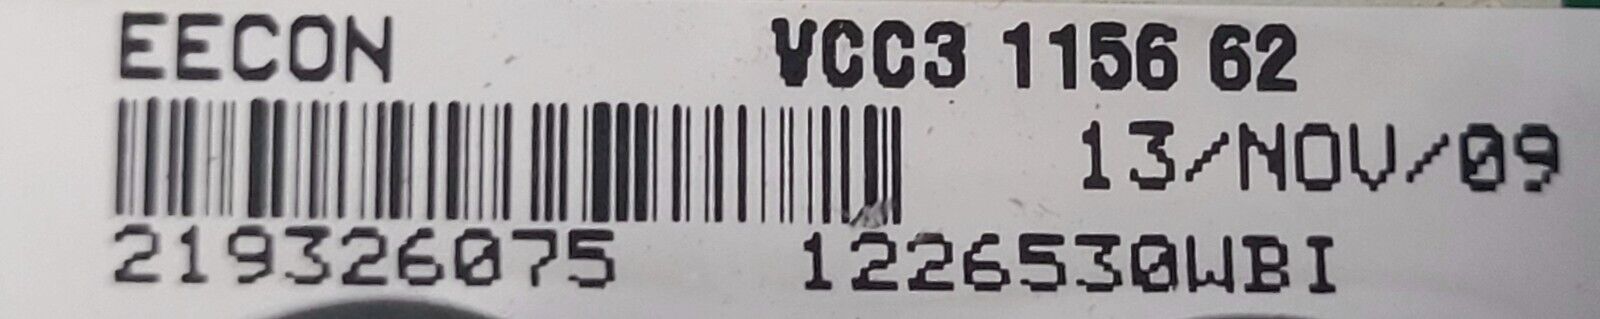 EECON VCC3 1156 62
13/NOV/09
219326075 1226530WBI